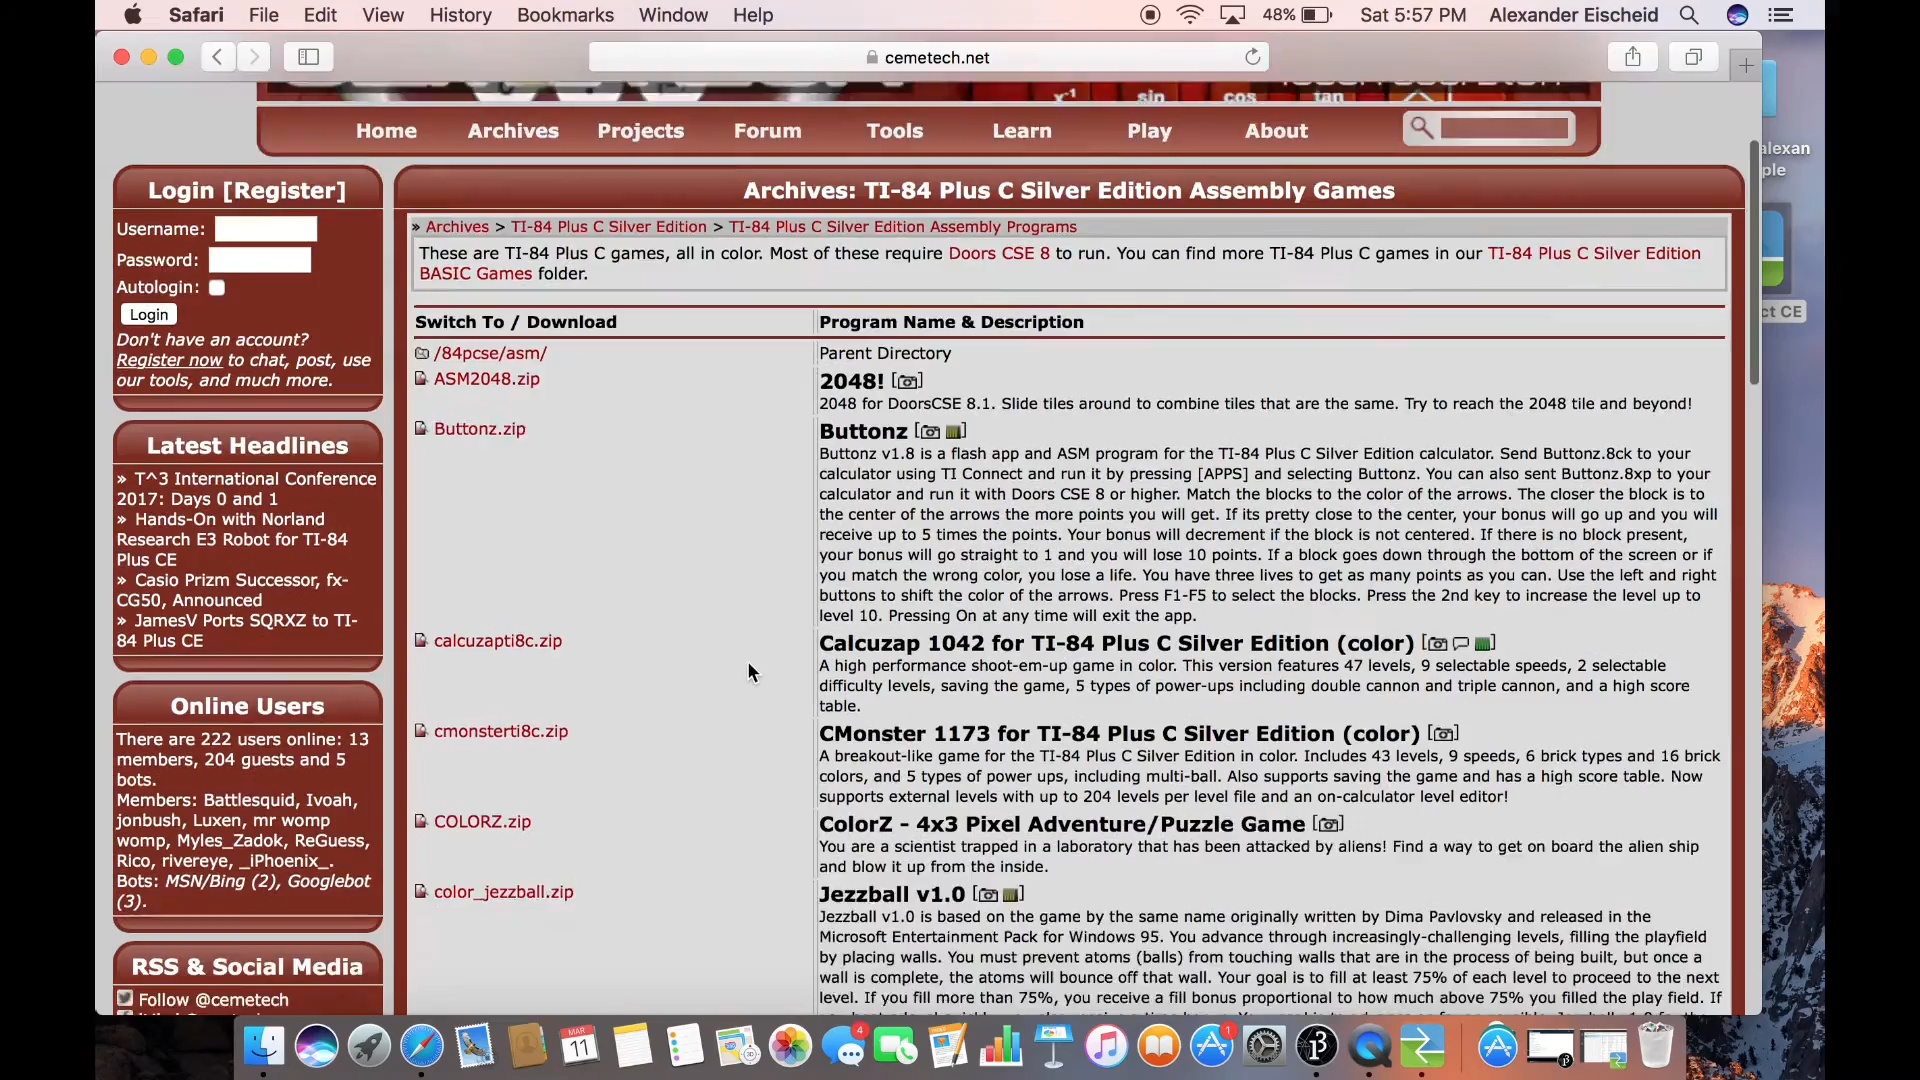 Safari File Edit View History Bookmarks Window Help 48% Sat 5:57 PM Alexander Eischeid
cemetech.net
x-1 sin cos tan
Home Archives Projects Forum Tools Learn Play About
alexan
ple
ct CE
Login [Register]
Username:
Password:
Autologin:
Login
Don't have an account?
Register now to chat, post, use
our tools, and much more.
Latest Headlines
» T^3 International Conference
2017: Days 0 and 1
» Hands-On with Norland
Research E3 Robot for TI-84
Plus CE
» Casio Prizm Successor, fx-
CG50, Announced
» JamesV Ports SQRXZ to TI-
84 Plus CE
Online Users
There are 222 users online: 13
members, 204 guests and 5
bots.
Members: Battlesquid, Ivoah,
jonbush, Luxen, mr womp
womp, Myles_Zadok, ReGuess,
Rico, rivereye, _iPhoenix_.
Bots: MSN/Bing (2), Googlebot
(3).
RSS & Social Media
Follow @cemetech
Archives: TI-84 Plus C Silver Edition Assembly Games
» Archives > TI-84 Plus C Silver Edition > TI-84 Plus C Silver Edition Assembly Programs
These are TI-84 Plus C games, all in color. Most of these require Doors CSE 8 to run. You can find more TI-84 Plus C games in our TI-84 Plus C Silver Edition
BASIC Games folder.
Switch To / Download Program Name & Description
/84pcse/asm/ Parent Directory
ASM2048.zip 2048! [ ]
2048 for DoorsCSE 8.1. Slide tiles around to combine tiles that are the same. Try to reach the 2048 tile and beyond!
Buttonz.zip Buttonz [ ]
Buttonz v1.8 is a flash app and ASM program for the TI-84 Plus C Silver Edition calculator. Send Buttonz.8ck to your
calculator using TI Connect and run it by pressing [APPS] and selecting Buttonz. You can also sent Buttonz.8xp to your
calculator and run it with Doors CSE 8 or higher. Match the blocks to the color of the arrows. The closer the block is to
the center of the arrows the more points you will get. If its pretty close to the center, your bonus will go up and you will
receive up to 5 times the points. Your bonus will decrement if the block is not centered. If there is no block present,
your bonus will go straight to 1 and you will lose 10 points. If a block goes down through the bottom of the screen or if
you match the wrong color, you lose a life. You have three lives to get as many points as you can. Use the left and right
buttons to shift the color of the arrows. Press F1-F5 to select the blocks. Press the 2nd key to increase the level up to
level 10. Pressing On at any time will exit the app.
calcuzapti8c.zip Calcuzap 1042 for TI-84 Plus C Silver Edition (color) [ ]
A high performance shoot-em-up game in color. This version features 47 levels, 9 selectable speeds, 2 selectable
difficulty levels, saving the game, 5 types of power-ups including double cannon and triple cannon, and a high score
table.
cmonsterti8c.zip CMonster 1173 for TI-84 Plus C Silver Edition (color) [ ]
A breakout-like game for the TI-84 Plus C Silver Edition in color. Includes 43 levels, 9 speeds, 6 brick types and 16 brick
colors, and 5 types of power ups, including multi-ball. Also supports saving the game and has a high score table. Now
supports external levels with up to 204 levels per level file and an on-calculator level editor!
COLORZ.zip ColorZ - 4x3 Pixel Adventure/Puzzle Game [ ]
You are a scientist trapped in a laboratory that has been attacked by aliens! Find a way to get on board the alien ship
and blow it up from the inside.
color_jezzball.zip Jezzball v1.0 [ ]
Jezzball v1.0 is based on the game by the same name originally written by Dima Pavlovsky and released in the
Microsoft Entertainment Pack for Windows 95. You advance through increasingly-challenging levels, filling the playfield
by placing walls. You must prevent atoms (balls) from touching walls that are in the process of being built, but once a
wall is complete, the atoms will bounce off that wall. Your goal is to fill at least 75% of each level to proceed to the next
level. If you fill more than 75%, you receive a fill bonus proportional to how much above 75% you filled the play field. If
MAR
11
4
1